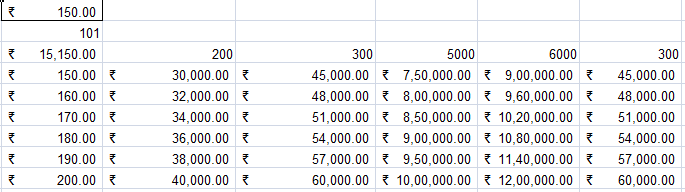 ₹ 150.00
101
₹ 15,150.00 200 300 5000 6000 300
₹ 150.00 ₹ 30,000.00 ₹ 45,000.00 ₹ 7,50,000.00 ₹ 9,00,000.00 ₹ 45,000.00
₹ 160.00 ₹ 32,000.00 ₹ 48,000.00 ₹ 8,00,000.00 ₹ 9,60,000.00 ₹ 48,000.00
₹ 170.00 ₹ 34,000.00 ₹ 51,000.00 ₹ 8,50,000.00 ₹ 10,20,000.00 ₹ 51,000.00
₹ 180.00 ₹ 36,000.00 ₹ 54,000.00 ₹ 9,00,000.00 ₹ 10,80,000.00 ₹ 54,000.00
₹ 190.00 ₹ 38,000.00 ₹ 57,000.00 ₹ 9,50,000.00 ₹ 11,40,000.00 ₹ 57,000.00
₹ 200.00 ₹ 40,000.00 ₹ 60,000.00 ₹ 10,00,000.00 ₹ 12,00,000.00 ₹ 60,000.00